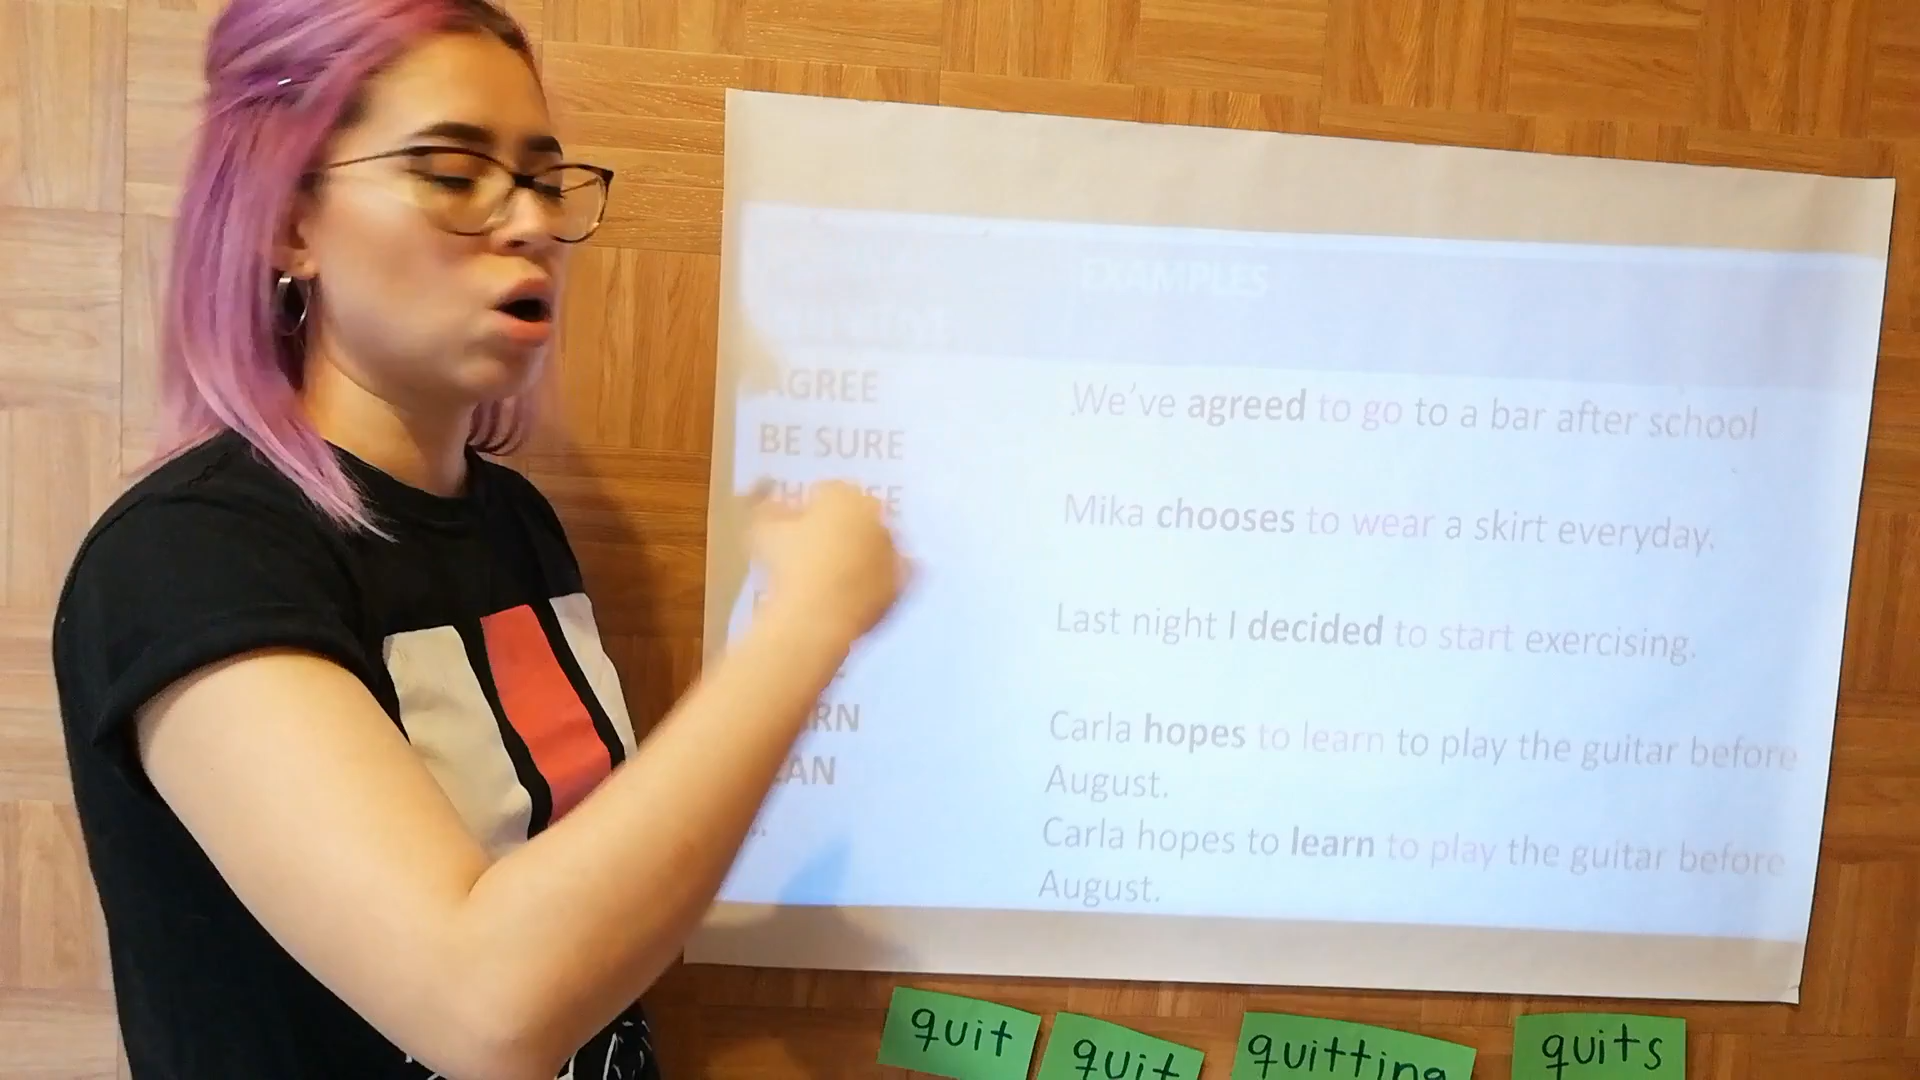 EXAMPLES
AGREE
BE SURE
We've agreed to go to a bar after school
Mika chooses to wear a skirt everyday.
Last night I decided to start exercising.
Carla hopes to learn to play the guitar before
August.
Carla hopes to learn to play the guitar before
August.
quit
quit
quitting
quits